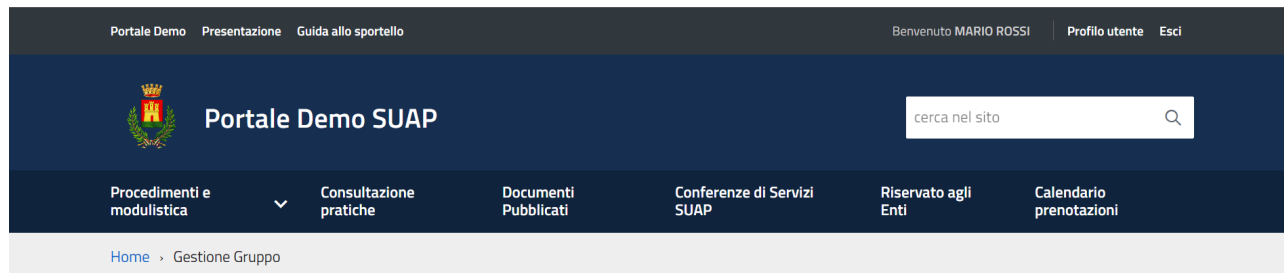 Portale Demo Presentazione Guida allo sportello Benvenuto MARIO ROSSI Profilo utente Esci
Portale Demo SUAP cerca nel sito
Procedimenti e modulistica
Consultazione pratiche
Documenti Pubblicati
Conferenze di Servizi SUAP
Riservato agli Enti
Calendario prenotazioni
Home › Gestione Gruppo